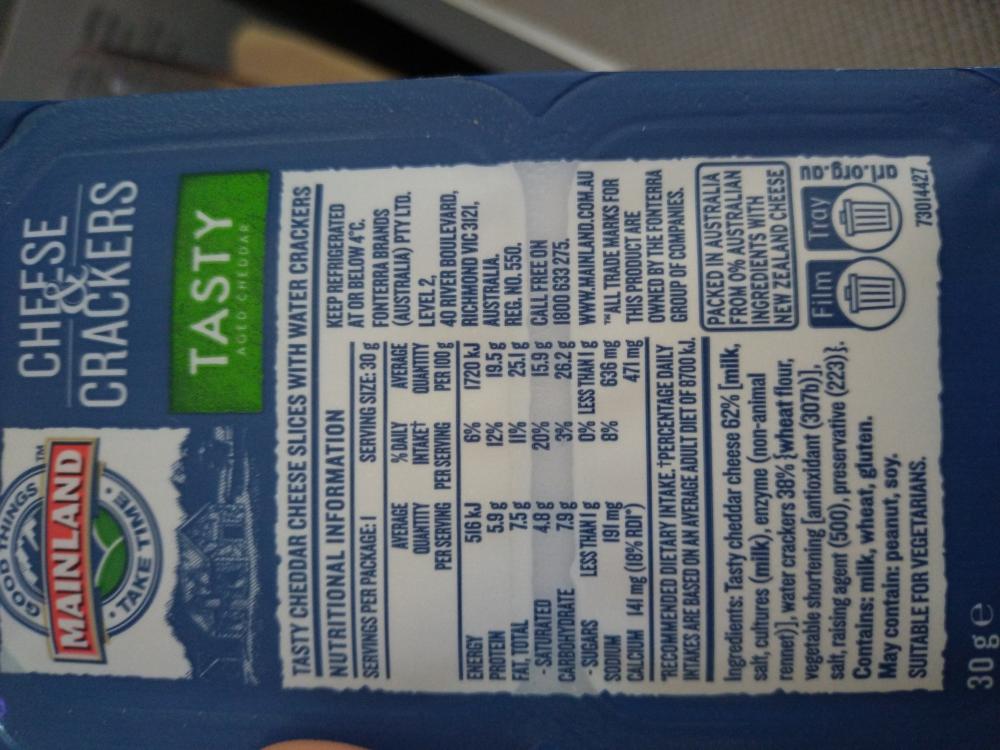 GOOD THINGS
MAINLAND™
TAKE TIME
CHEESE
&
CRACKERS
TASTY
AGED CHEDDAR
TASTY CHEDDAR CHEESE SLICES WITH WATER CRACKERS
NUTRITIONAL INFORMATION
SERVINGS PER PACKAGE: 1 SERVING SIZE: 30 g
AVERAGE QUANTITY PER SERVING % DAILY INTAKE† PER SERVING AVERAGE QUANTITY PER 100 g
ENERGY 516 kJ 6% 1720 kJ
PROTEIN 5.9 g 12% 19.5 g
FAT, TOTAL 7.5 g 11% 25.1 g
- SATURATED 4.8 g 20% 15.9 g
CARBOHYDRATE 7.9 g 3% 26.2 g
- SUGARS LESS THAN 1 g 0% LESS THAN 1 g
SODIUM 191 mg 8% 636 mg
CALCIUM 141 mg (18% RDI*) 471 mg
*RECOMMENDED DIETARY INTAKE. †PERCENTAGE DAILY
INTAKES ARE BASED ON AN AVERAGE ADULT DIET OF 8700 kJ.
Ingredients: Tasty cheddar cheese 62% [milk,
salt, cultures (milk), enzyme (non-animal
rennet)], water crackers 38% {wheat flour,
vegetable shortening [antioxidant (307b)],
salt, raising agent (500), preservative (223)}.
Contains: milk, wheat, gluten.
May contain: peanut, soy.
SUITABLE FOR VEGETARIANS.
KEEP REFRIGERATED
AT OR BELOW 4°C.
FONTERRA BRANDS
(AUSTRALIA) PTY LTD.
LEVEL 2,
40 RIVER BOULEVARD,
RICHMOND VIC 3121,
AUSTRALIA.
REG. NO. 550.
CALL FREE ON
1800 633 275.
WWW.MAINLAND.COM.AU
™ALL TRADE MARKS FOR
THIS PRODUCT ARE
OWNED BY THE FONTERRA
GROUP OF COMPANIES.
PACKED IN AUSTRALIA
FROM 0% AUSTRALIAN
INGREDIENTS WITH
NEW ZEALAND CHEESE
Film Tray
arl.org.au
73014427
30 g e